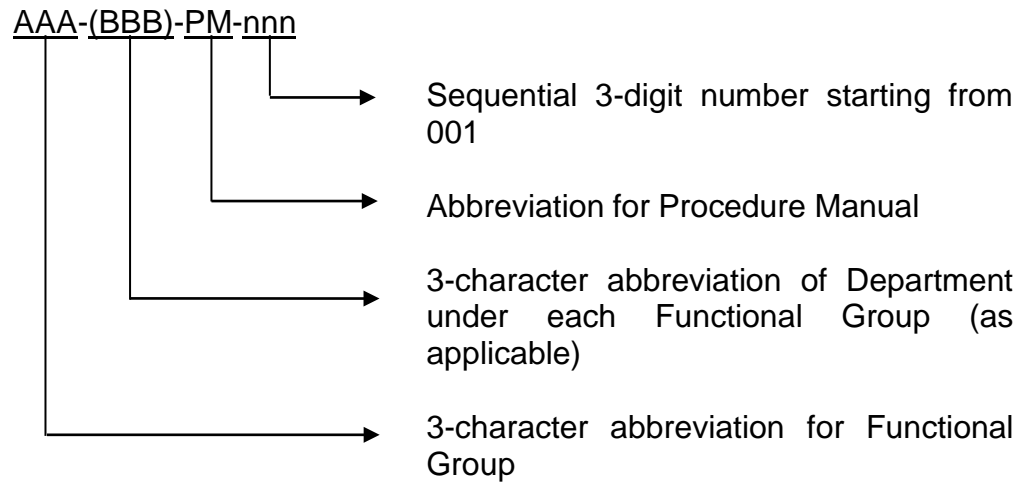 AAA-(BBB)-PM-nnn
Sequential 3-digit number starting from
001
Abbreviation for Procedure Manual
3-character abbreviation of Department
under each Functional Group (as
applicable)
3-character abbreviation for Functional
Group